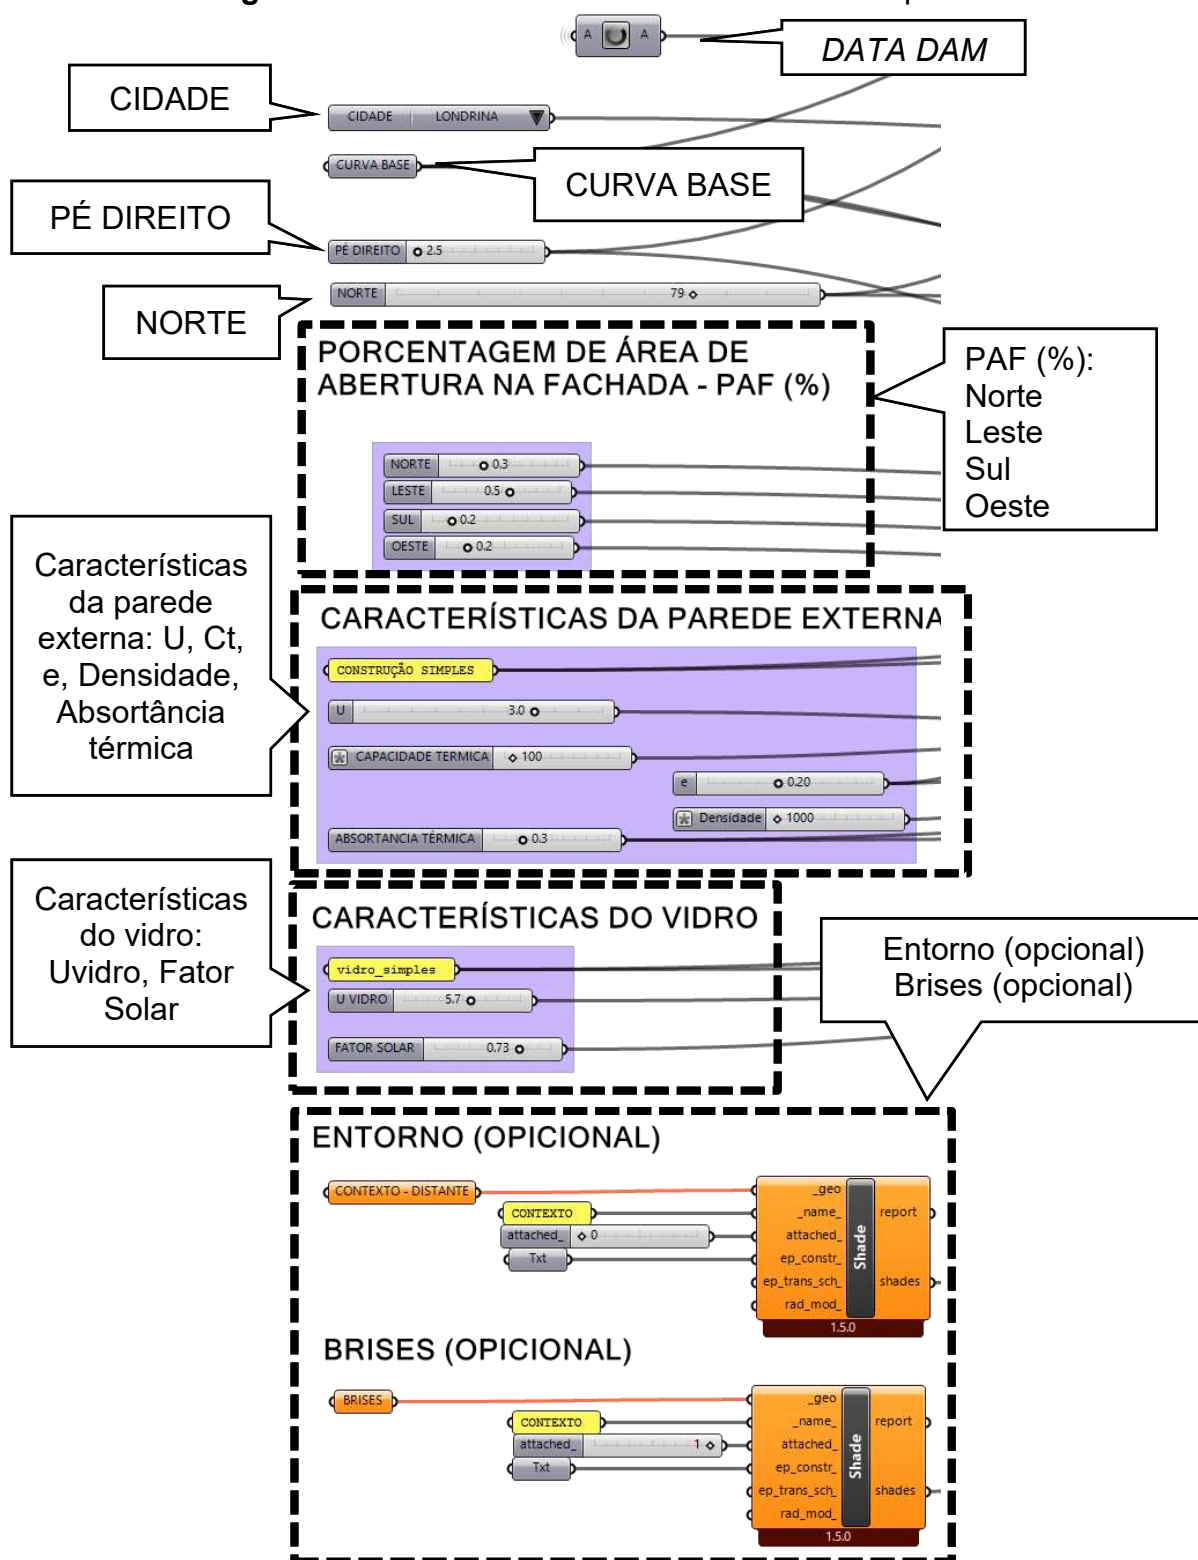 A A
DATA DAM
CIDADE
CIDADE LONDRINA
CURVA BASE
CURVA BASE
PÉ DIREITO
PÉ DIREITO 2.5
NORTE
NORTE 79
PORCENTAGEM DE ÁREA DE
ABERTURA NA FACHADA - PAF (%)
PAF (%):
Norte
Leste
Sul
Oeste
NORTE 0.3
LESTE 0.5
SUL 0.2
OESTE 0.2
Características
da parede
externa: U, Ct,
e, Densidade,
Absortância
térmica
CARACTERÍSTICAS DA PAREDE EXTERNA
CONSTRUÇÃO SIMPLES
U 3.0
CAPACIDADE TERMICA 100
e 0.20
Densidade 1000
ABSORTANCIA TÉRMICA 0.3
Características
do vidro:
Uvidro, Fator
Solar
CARACTERÍSTICAS DO VIDRO
vidro_simples
U VIDRO 5.7
FATOR SOLAR 0.73
Entorno (opcional)
Brises (opcional)
ENTORNO (OPICIONAL)
CONTEXTO - DISTANTE
CONTEXTO
attached_ 0
Txt
_geo
_name_
attached_
ep_constr_
ep_trans_sch_
rad_mod_
Shade
report
shades
1.5.0
BRISES (OPICIONAL)
BRISES
CONTEXTO
attached_ 1
Txt
_geo
_name_
attached_
ep_constr_
ep_trans_sch_
rad_mod_
Shade
report
shades
1.5.0